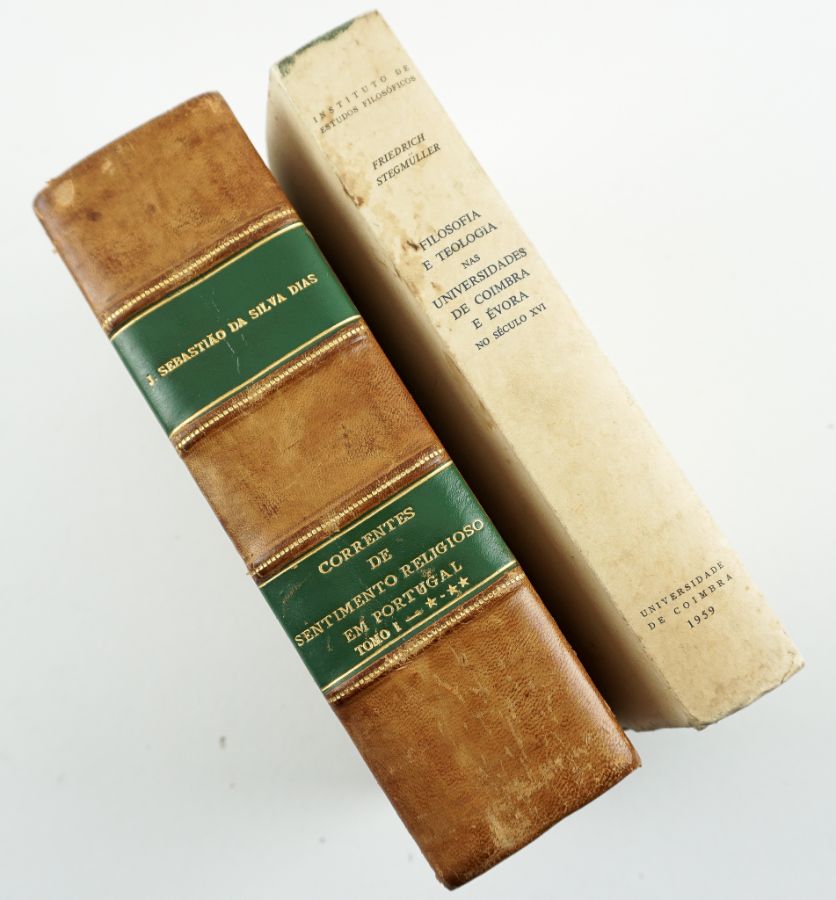 J. SEBASTIÃO DA SILVA DIAS
CORRENTES
DE
SENTIMENTO RELIGIOSO
EM PORTUGAL
TOMO I — ★ - ★★
INSTITUTO DE
ESTUDOS FILOSÓFICOS
FRIEDRICH
STEGMÜLLER
FILOSOFIA
E TEOLOGIA
NAS
UNIVERSIDADES
DE COIMBRA
E ÉVORA
NO SÉCULO XVI
UNIVERSIDADE
DE COIMBRA
1959